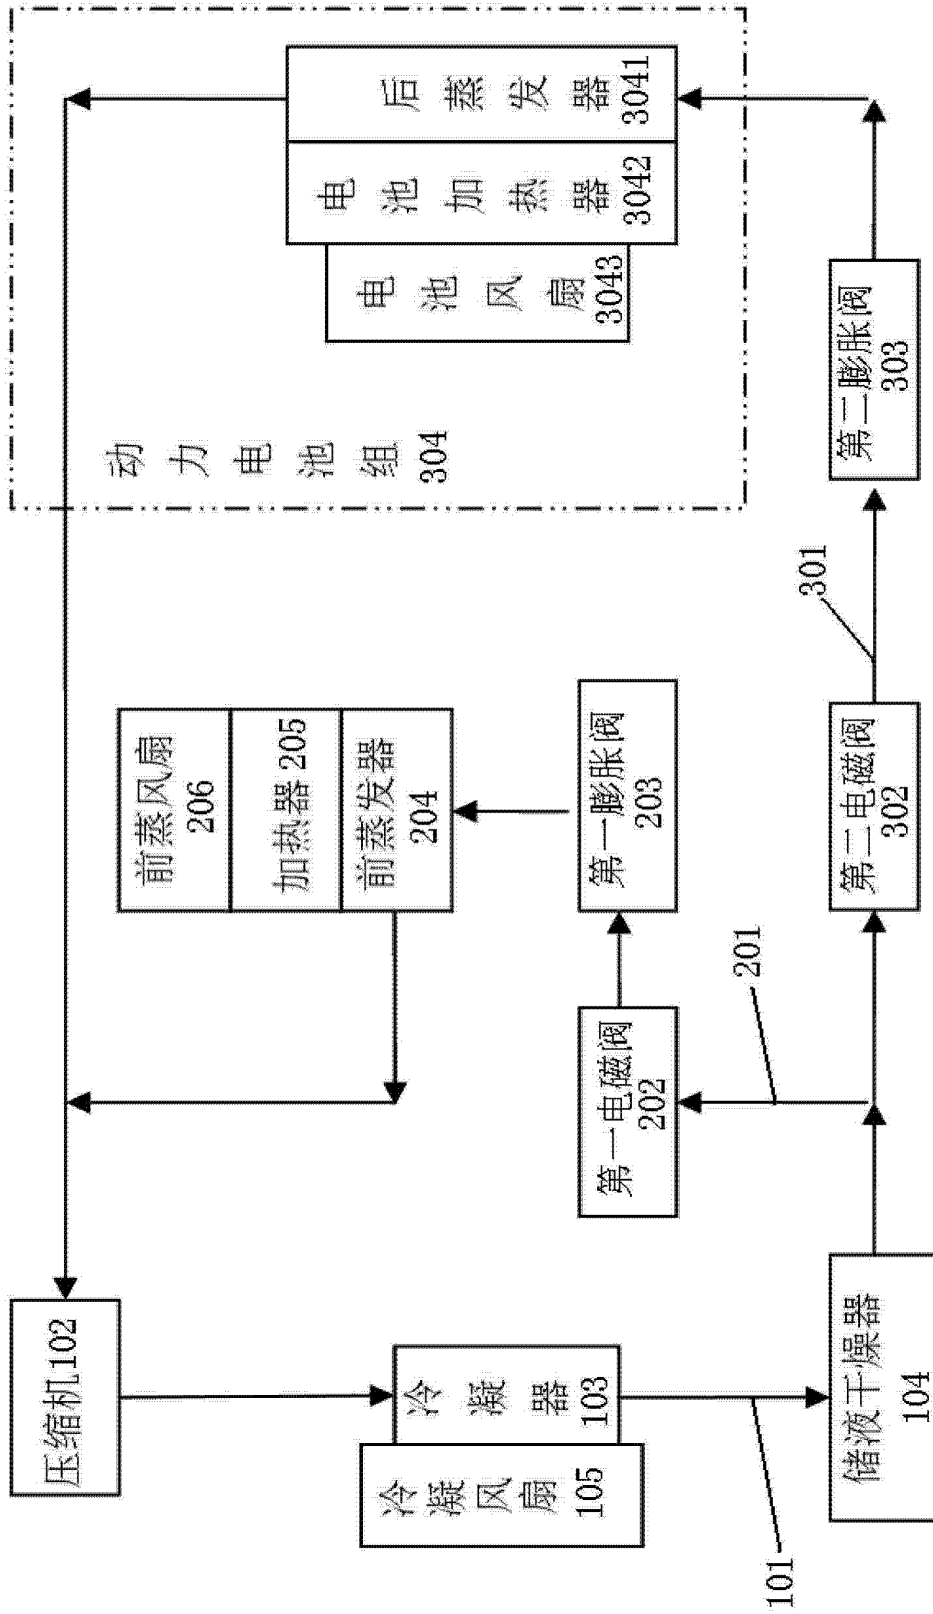 压缩机102
冷凝器
103
冷凝风扇
105
101
储液干燥器
104
前蒸风扇
206
加热器205
前蒸发器
204
第一电磁阀
202
第一膨胀阀
203
201
第二电磁阀
302
301
第二膨胀阀
303
动力电池组
304
电池风扇
3043
电池加热器
3042
后蒸发器
3041